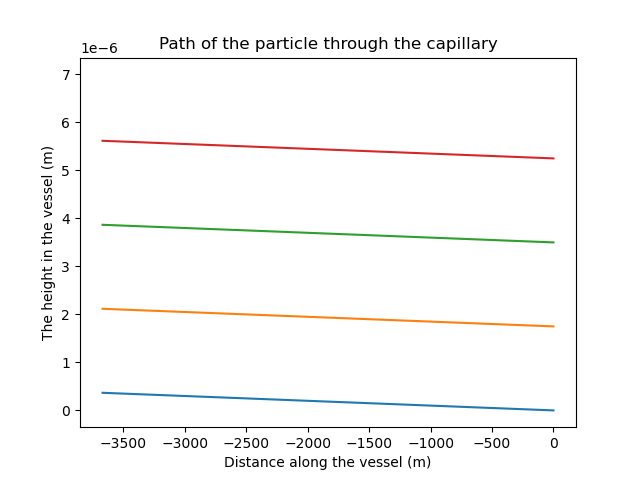 Path of the particle through the capillary
1e−6
7
6
5
4
3
2
1
0
The height in the vessel (m)
−3500 −3000 −2500 −2000 −1500 −1000 −500 0
Distance along the vessel (m)